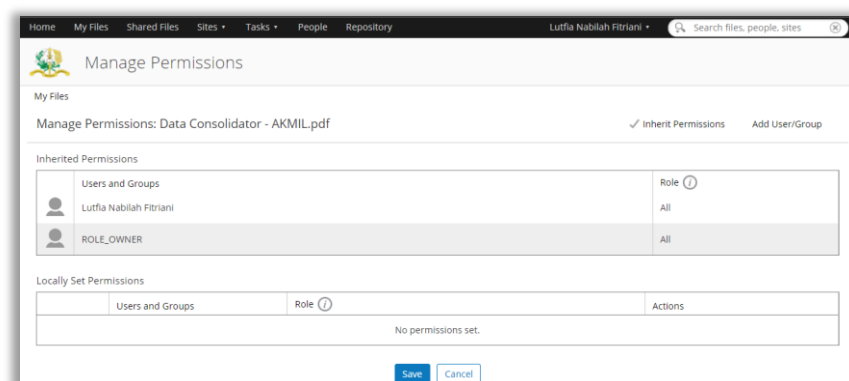 Home My Files Shared Files Sites Tasks People Repository Lutfia Nabilah Fitriani Search files, people, sites
Manage Permissions
My Files
Manage Permissions: Data Consolidator - AKMIL.pdf Inherit Permissions Add User/Group
Inherited Permissions
Users and Groups Role i
Lutfia Nabilah Fitriani All
ROLE_OWNER All
Locally Set Permissions
Users and Groups Role i Actions
No permissions set.
Save Cancel